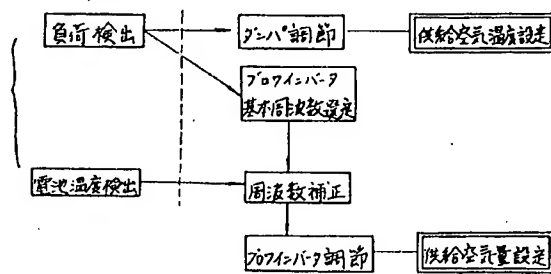 負荷検出
ダンパ調節
供給空気温度設定
ブロワインバータ
基本周波数選定
電池温度検出
周波数補正
ブロワインバータ調節
供給空気量設定